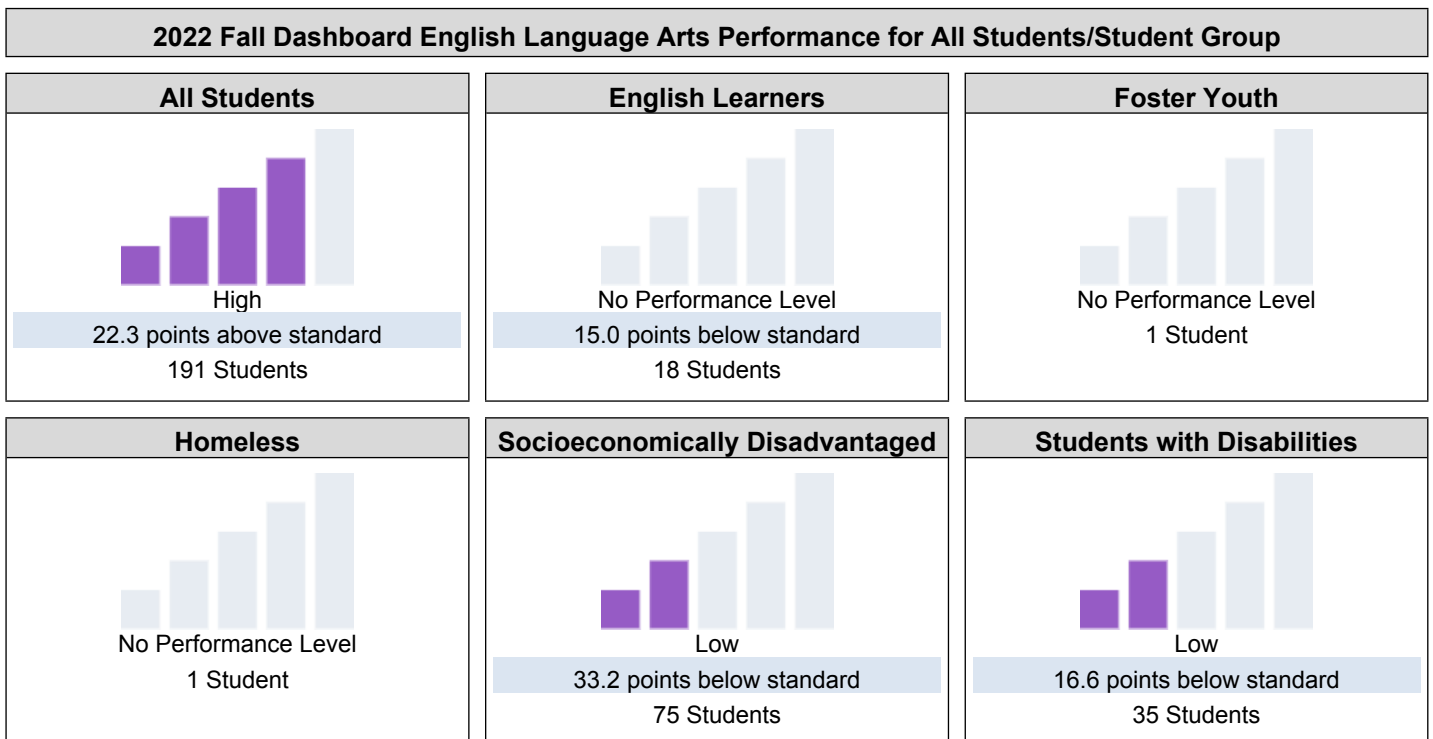 2022 Fall Dashboard English Language Arts Performance for All Students/Student Group
All Students
High
22.3 points above standard
191 Students
English Learners
No Performance Level
15.0 points below standard
18 Students
Foster Youth
No Performance Level
1 Student
Homeless
No Performance Level
1 Student
Socioeconomically Disadvantaged
Low
33.2 points below standard
75 Students
Students with Disabilities
Low
16.6 points below standard
35 Students